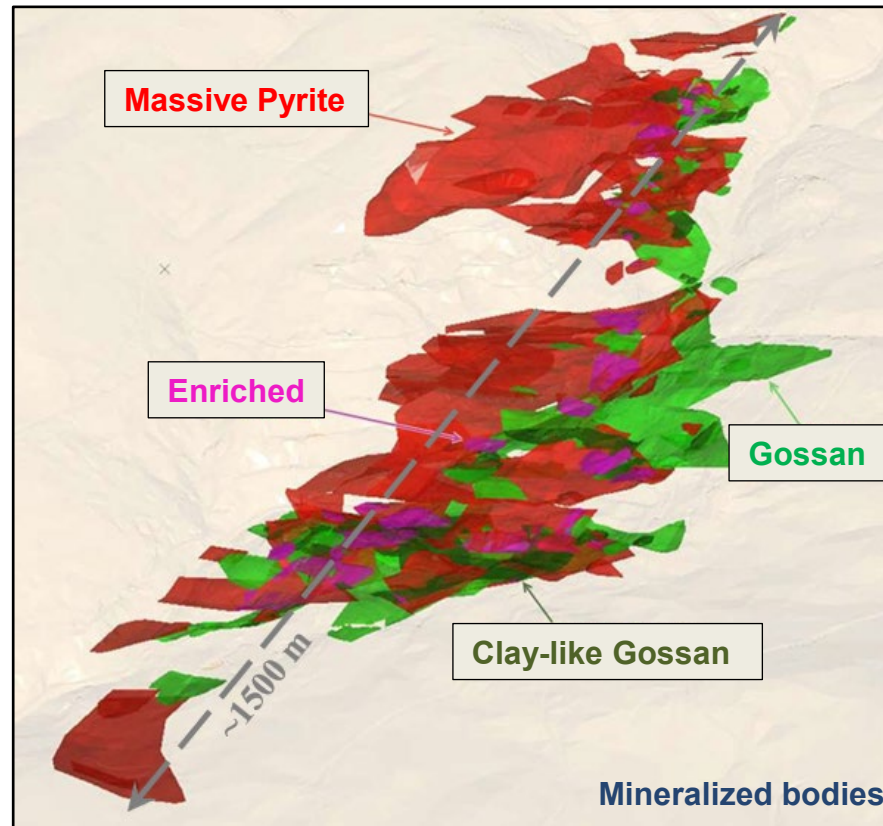 Massive Pyrite
Enriched
Gossan
Clay-like Gossan
~1500 m
Mineralized bodies